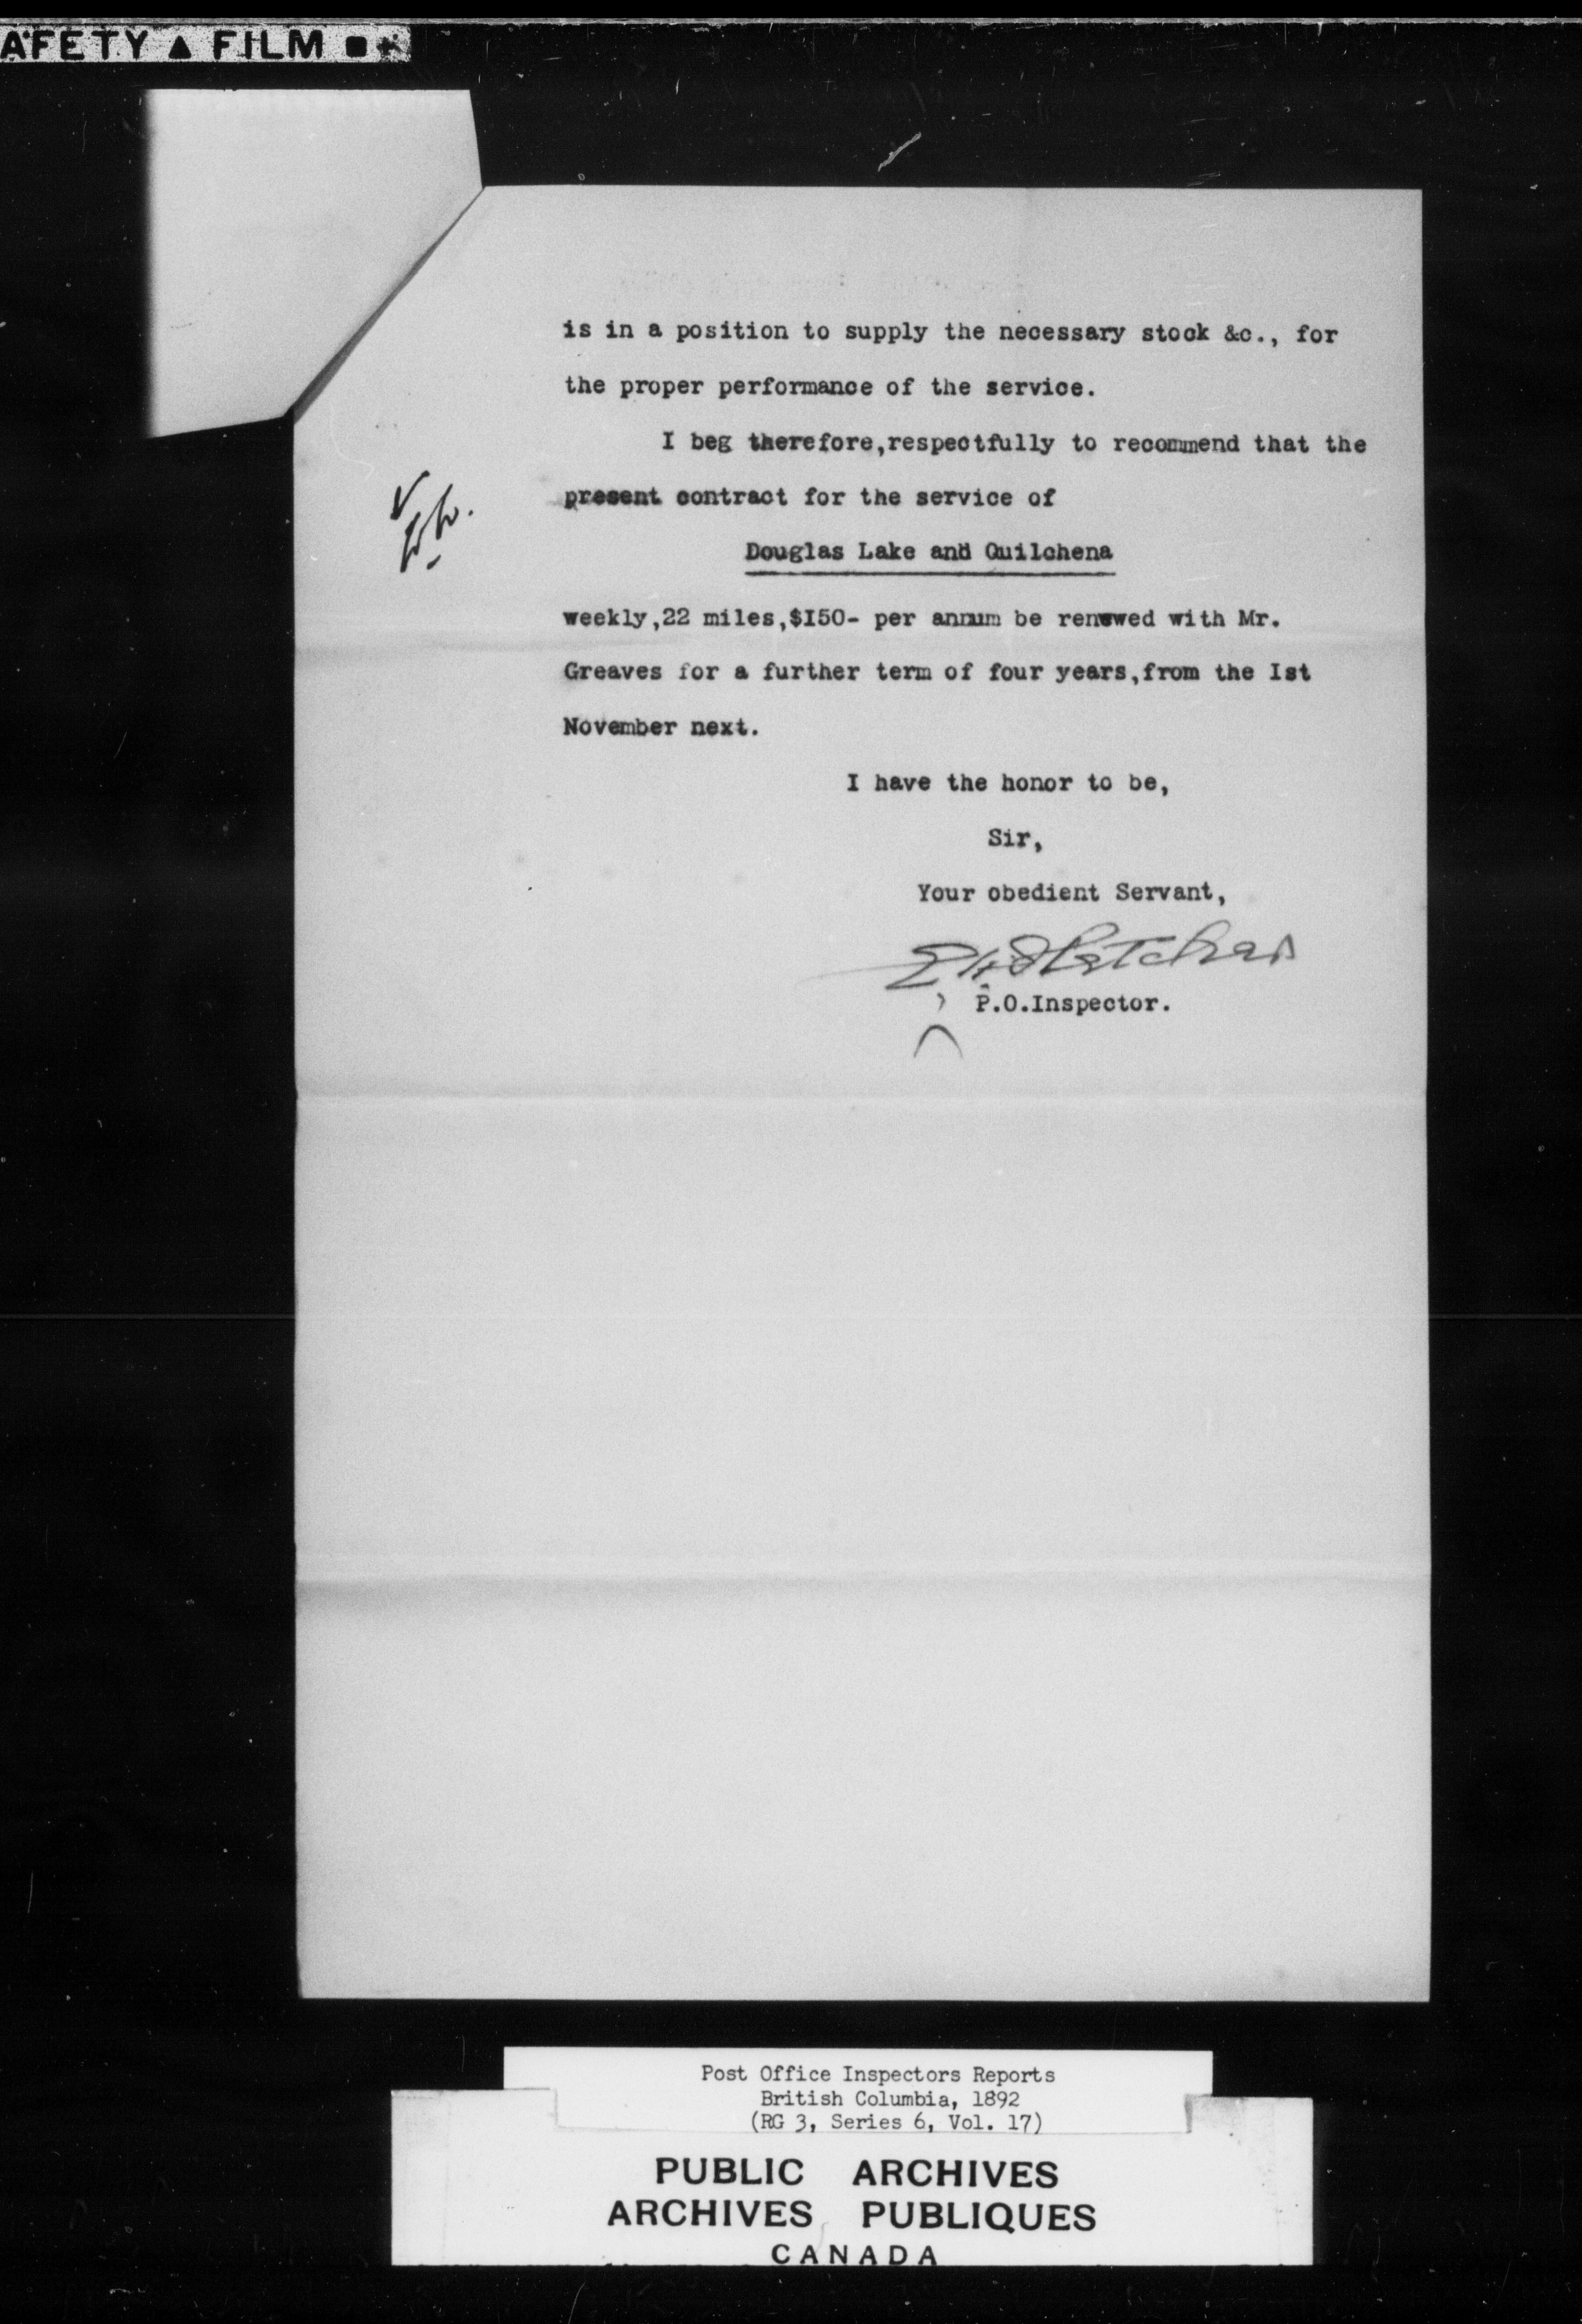 AFETY ▲ FILM ■
is in a position to supply the necessary stock &c., for
the proper performance of the service.
I beg therefore,respectfully to recommend that the
present contract for the service of
Douglas Lake and Quilchena
weekly,22 miles,$I50- per annum be renewed with Mr.
Greaves for a further term of four years,from the Ist
November next.
I have the honor to be,
Sir,
Your obedient Servant,
E H Fletcher
P.O.Inspector.
Post Office Inspectors Reports
British Columbia, 1892
(RG 3, Series 6, Vol. 17)
PUBLIC ARCHIVES
ARCHIVES PUBLIQUES
CANADA